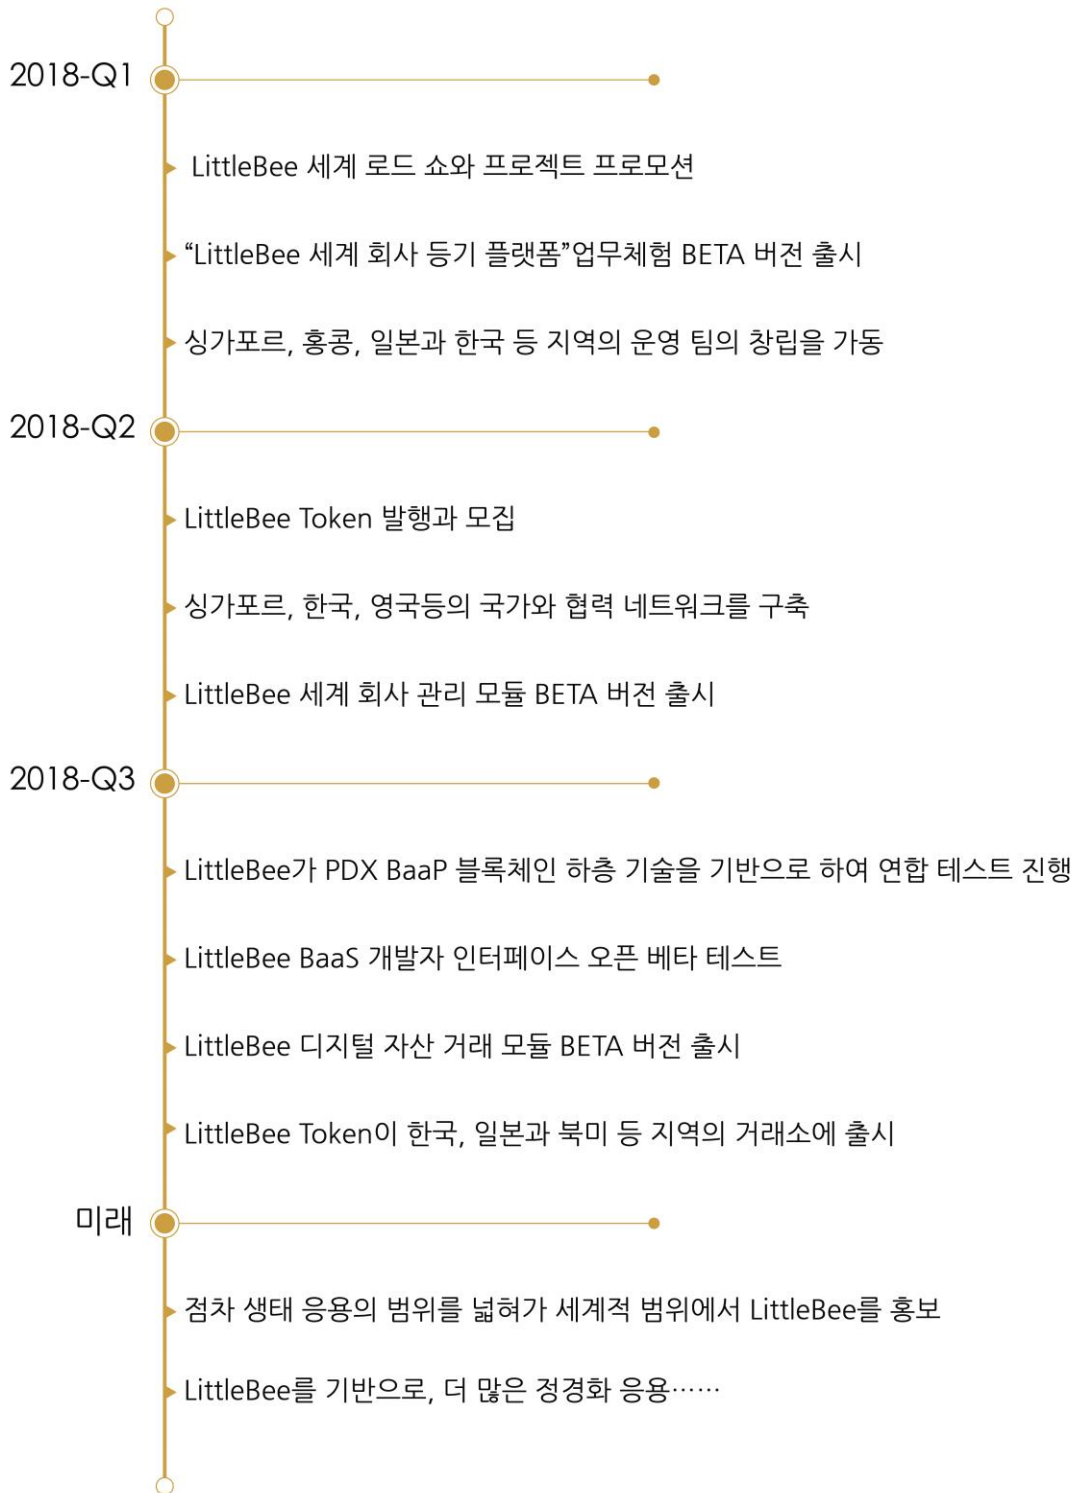 2018-Q1
LittleBee 세계 로드 쇼와 프로젝트 프로모션
“LittleBee 세계 회사 등기 플랫폼”업무체험 BETA 버전 출시
싱가포르, 홍콩, 일본과 한국 등 지역의 운영 팀의 창립을 가동
2018-Q2
LittleBee Token 발행과 모집
싱가포르, 한국, 영국등의 국가와 협력 네트워크를 구축
LittleBee 세계 회사 관리 모듈 BETA 버전 출시
2018-Q3
LittleBee가 PDX BaaP 블록체인 하층 기술을 기반으로 하여 연합 테스트 진행
LittleBee BaaS 개발자 인터페이스 오픈 베타 테스트
LittleBee 디지털 자산 거래 모듈 BETA 버전 출시
LittleBee Token이 한국, 일본과 북미 등 지역의 거래소에 출시
미래
점차 생태 응용의 범위를 넓혀가 세계적 범위에서 LittleBee를 홍보
LittleBee를 기반으로, 더 많은 정경화 응용……